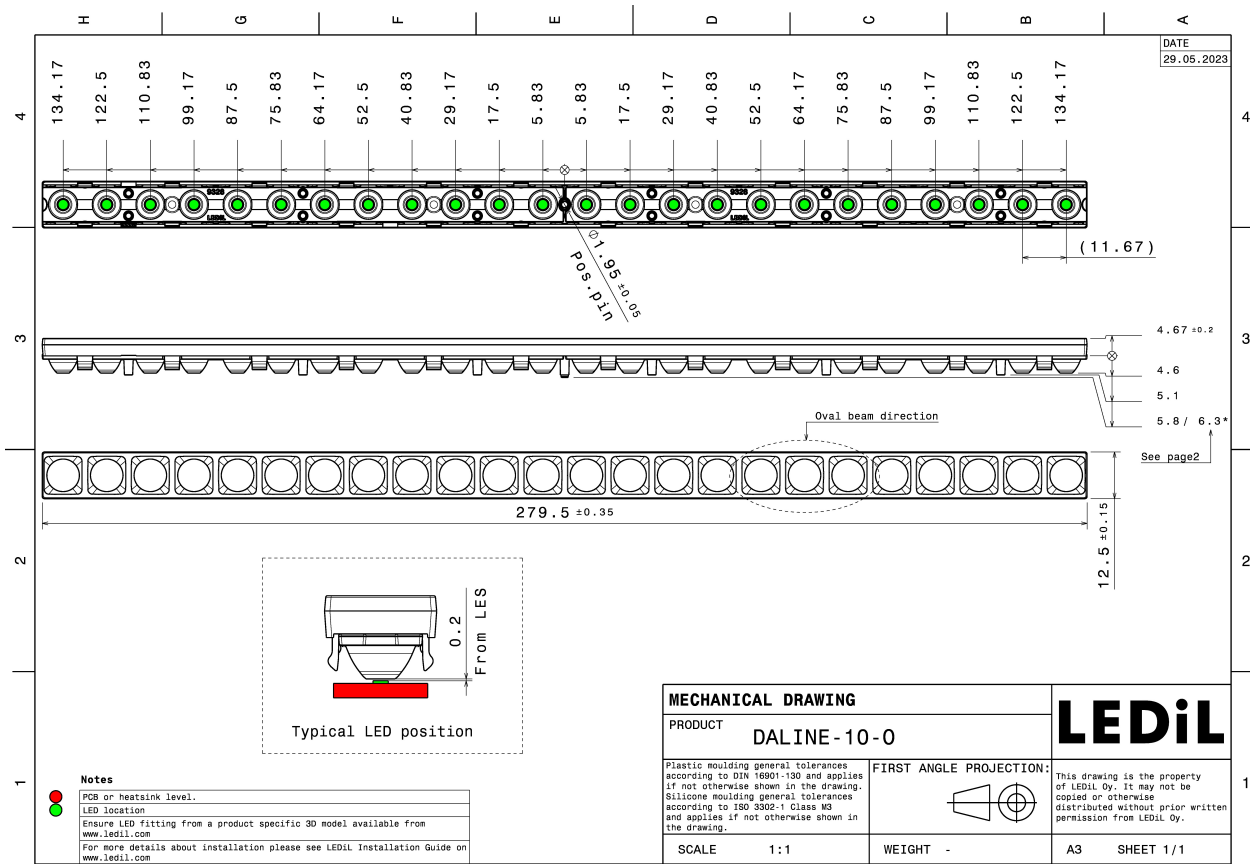 H G F E D C B A
DATE
29.05.2023
134.17 122.5 110.83 99.17 87.5 75.83 64.17 52.5 40.83 29.17 17.5 5.83 5.83 17.5 29.17 40.83 52.5 64.17 75.83 87.5 99.17 110.83 122.5 134.17
4 4
9326 9326
LEDiL LEDiL
Ø1.95 ±0.05
Pos.pin
(11.67)
3 3
4.67 ±0.2
4.6
5.1
5.8/ 6.3*
See page2
Oval beam direction
279.5 ±0.35
12.5 ±0.15
2 2
0.2
From LES
Typical LED position
1 1
Notes
PCB or heatsink level.
LED location
Ensure LED fitting from a product specific 3D model available from
www.ledil.com
For more details about installation please see LEDiL Installation Guide on
www.ledil.com
MECHANICAL DRAWING
PRODUCT
DALINE-10-O
LEDiL
Plastic moulding general tolerances
according to DIN 16901-130 and applies
if not otherwise shown in the drawing.
Silicone moulding general tolerances
according to ISO 3302-1 Class M3
and applies if not otherwise shown in
the drawing.
FIRST ANGLE PROJECTION:
This drawing is the property
of LEDiL Oy. It may not be
copied or otherwise
distributed without prior written
permission from LEDiL Oy.
SCALE 1:1
WEIGHT -
A3 SHEET 1/1